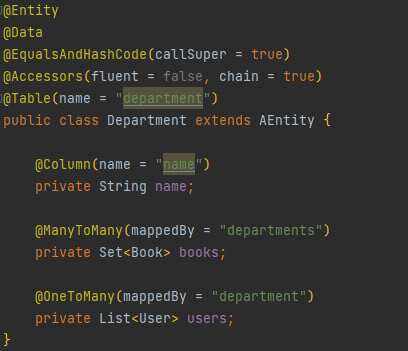 @Entity
@Data
@EqualsAndHashCode(callSuper = true)
@Accessors(fluent = false, chain = true)
@Table(name = "department")
public class Department extends AEntity {
@Column(name = "name")
private String name;
@ManyToMany(mappedBy = "departments")
private Set<Book> books;
@OneToMany(mappedBy = "department")
private List<User> users;
}